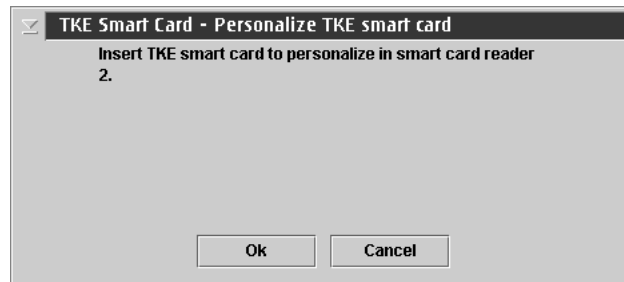 TKE Smart Card - Personalize TKE smart card
Insert TKE smart card to personalize in smart card reader
2.
Ok Cancel